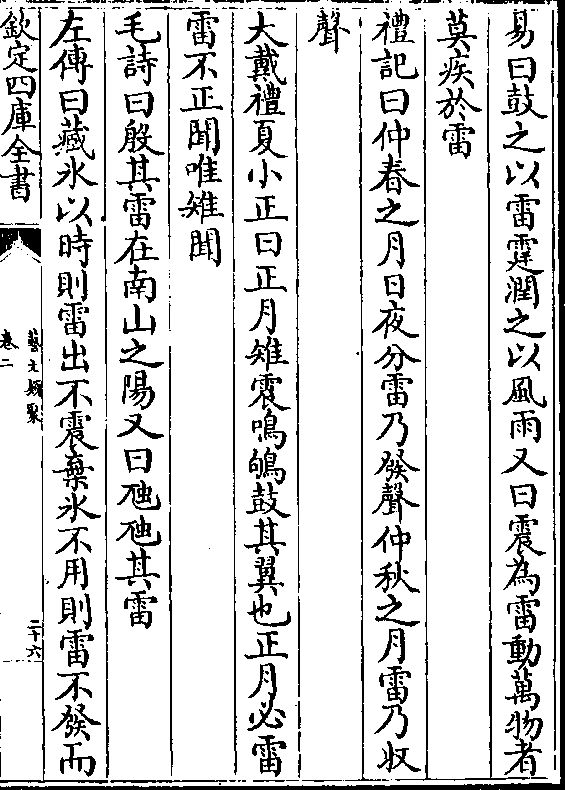 易曰鼓之以雷霆潤之以風雨又曰震為雷動萬物者
莫疾於雷
禮記曰仲春之月日夜分雷乃發聲仲秋之月雷乃收
聲
大戴禮夏小正曰正月雉震鳴鴝鼓其翼也正月必雷
雷不正聞唯雉聞
毛詩曰殷其雷在南山之陽又曰虺虺其雷
左傳曰藏氷以時則雷出不震棄氷不用則雷不發而
欽定四庫全書
藝文類聚
卷二
二十六